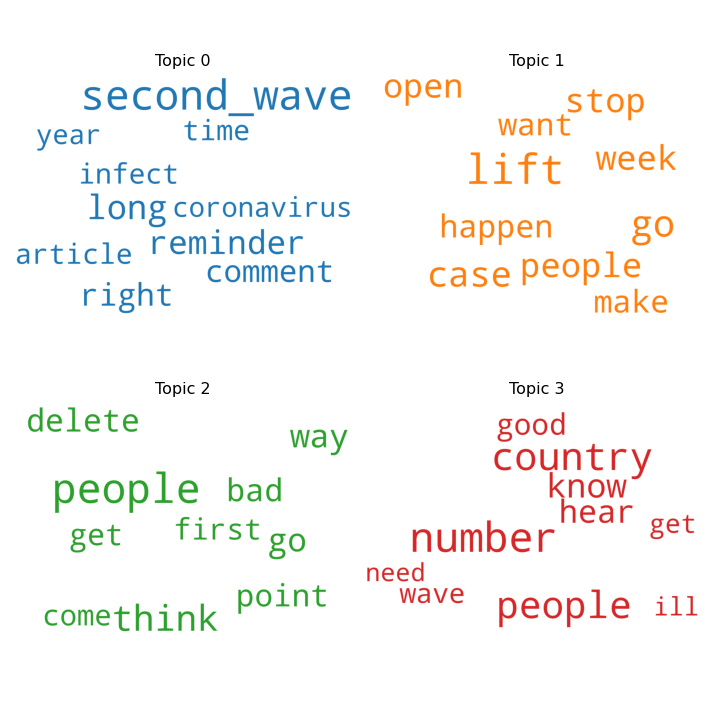 Topic 0
second_wave
year
time
infect
long
coronavirus
reminder
article
comment
right
Topic 1
open
stop
want
week
lift
happen
go
case
people
make
Topic 2
delete
way
people
bad
get
first
go
point
come
think
Topic 3
good
country
know
hear
get
number
need
wave
people
ill